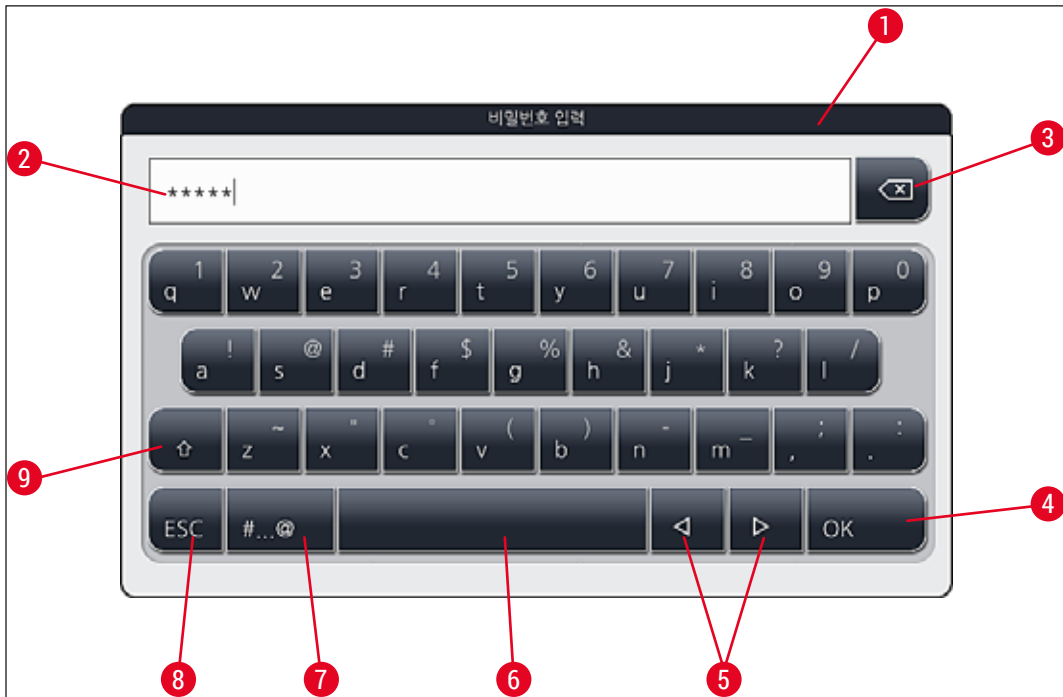 1
비밀번호 입력
2
*****
3
1 2 3 4 5 6 7 8 9 0
q w e r t y u i o p
! @ # $ % & * ? /
a s d f g h j k l
~ " ° ( ) - _ ; :
z x c v b n m , .
9
ESC #...@ OK
4
8 7 6 5